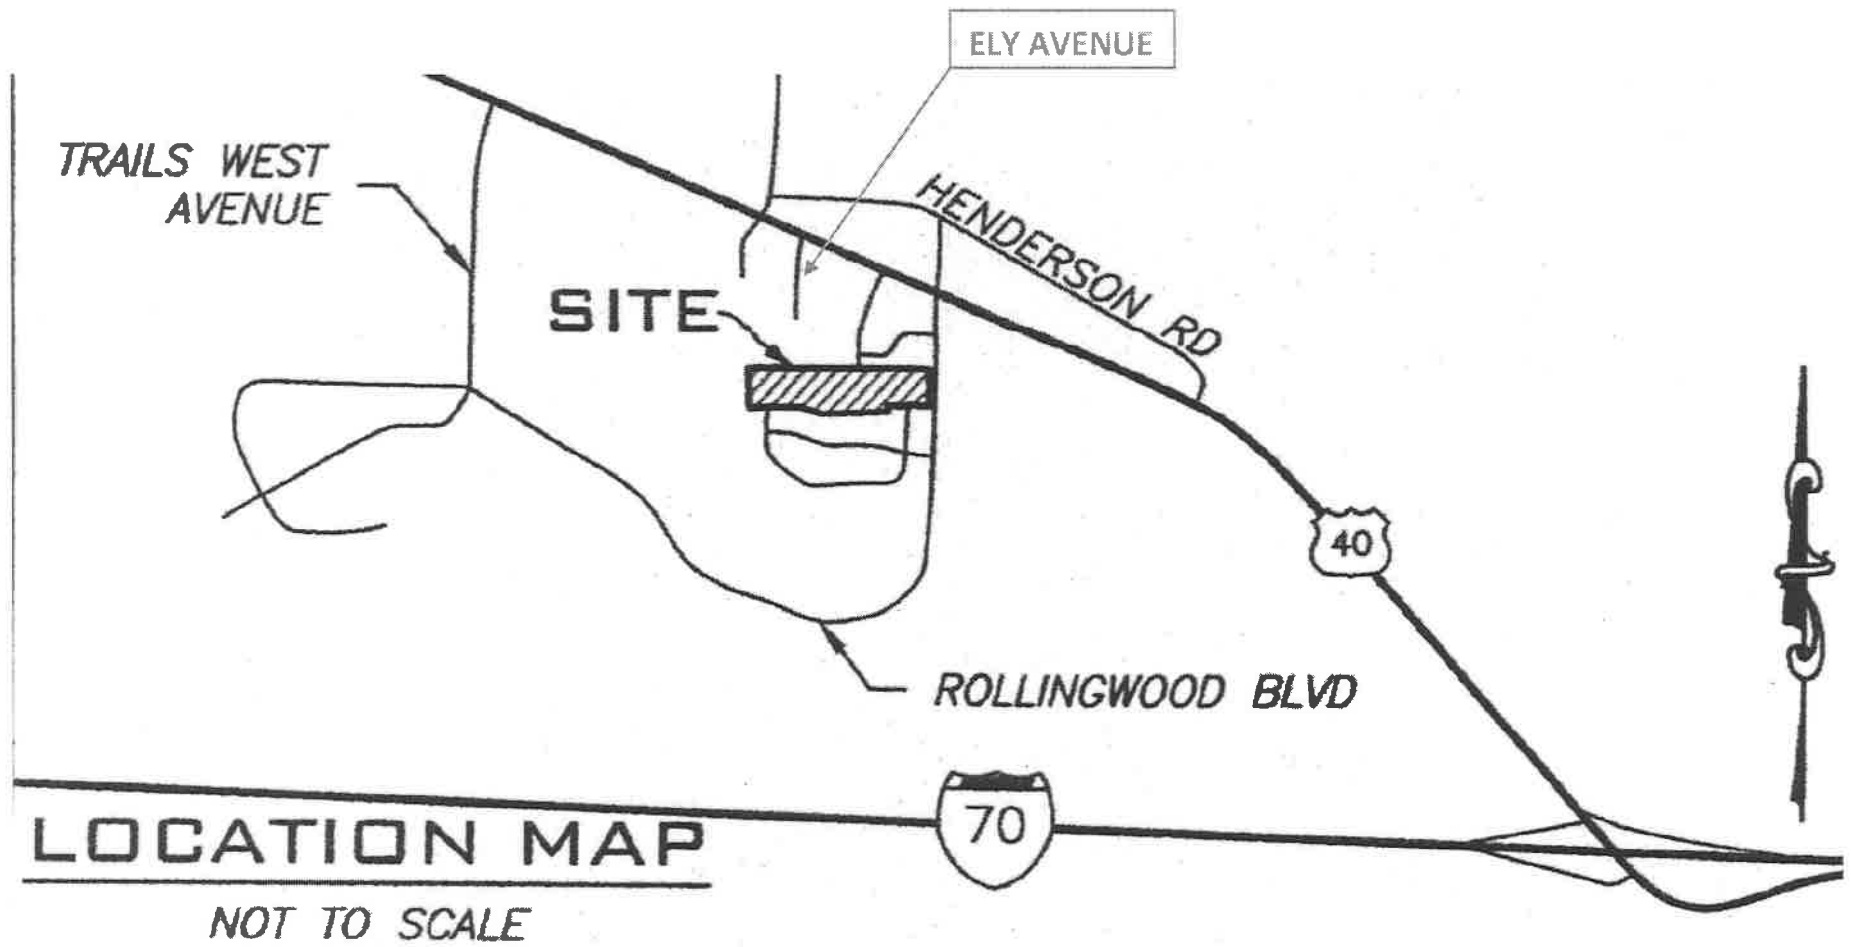 ELY AVENUE
TRAILS WEST
AVENUE
HENDERSON RD
SITE
40
ROLLINGWOOD BLVD
70
LOCATION MAP
NOT TO SCALE